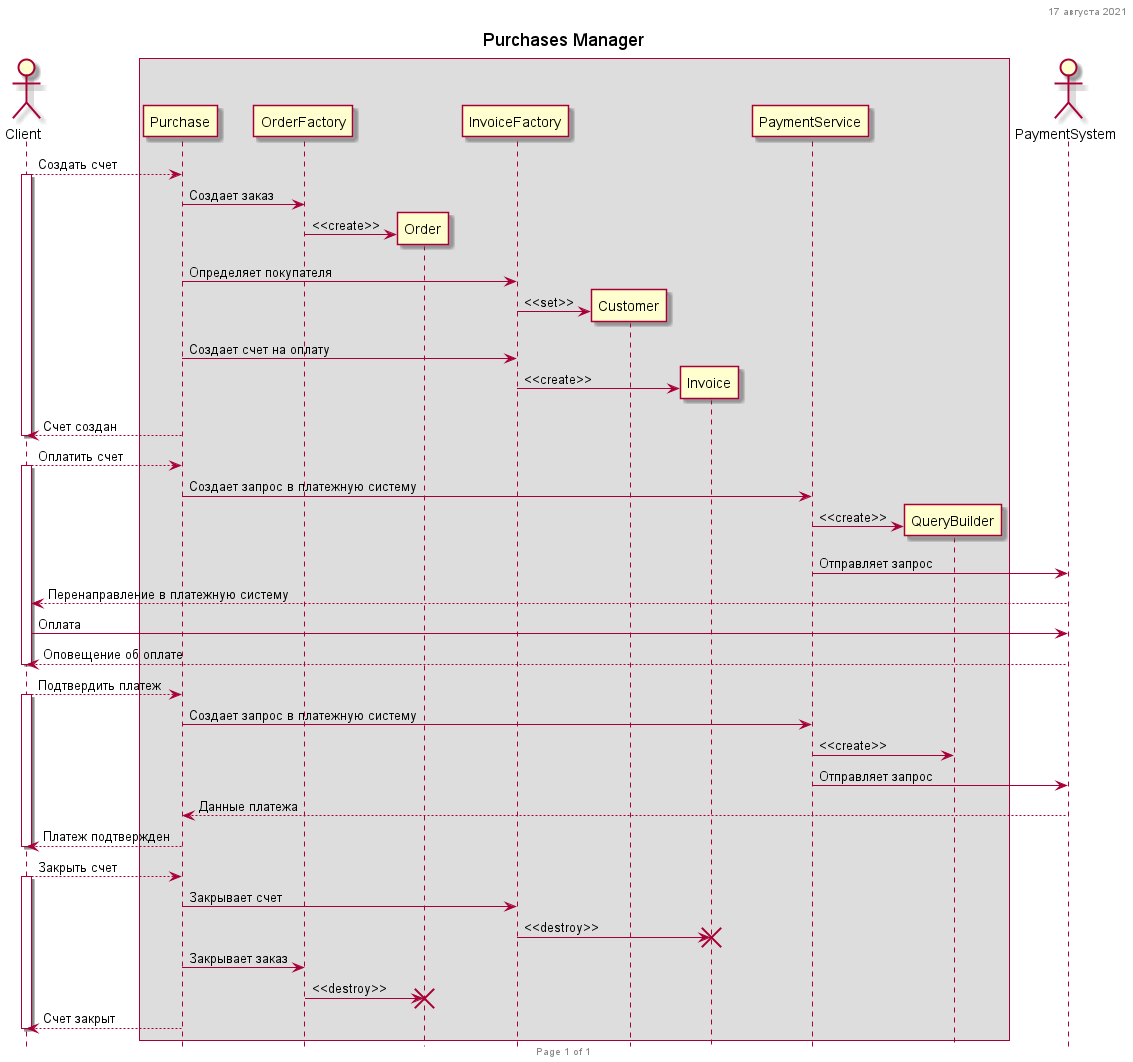 17 августа 2021
Purchases Manager
Client
Purchase
OrderFactory
InvoiceFactory
PaymentService
PaymentSystem
Создать счет
Создает заказ
<<create>>
Order
Определяет покупателя
<<set>>
Customer
Создает счет на оплату
<<create>>
Invoice
Счет создан
Оплатить счет
Создает запрос в платежную систему
<<create>>
QueryBuilder
Отправляет запрос
Перенаправление в платежную систему
Оплата
Оповещение об оплате
Подтвердить платеж
Создает запрос в платежную систему
<<create>>
Отправляет запрос
Данные платежа
Платеж подтвержден
Закрыть счет
Закрывает счет
<<destroy>>
Закрывает заказ
<<destroy>>
Счет закрыт
Page 1 of 1